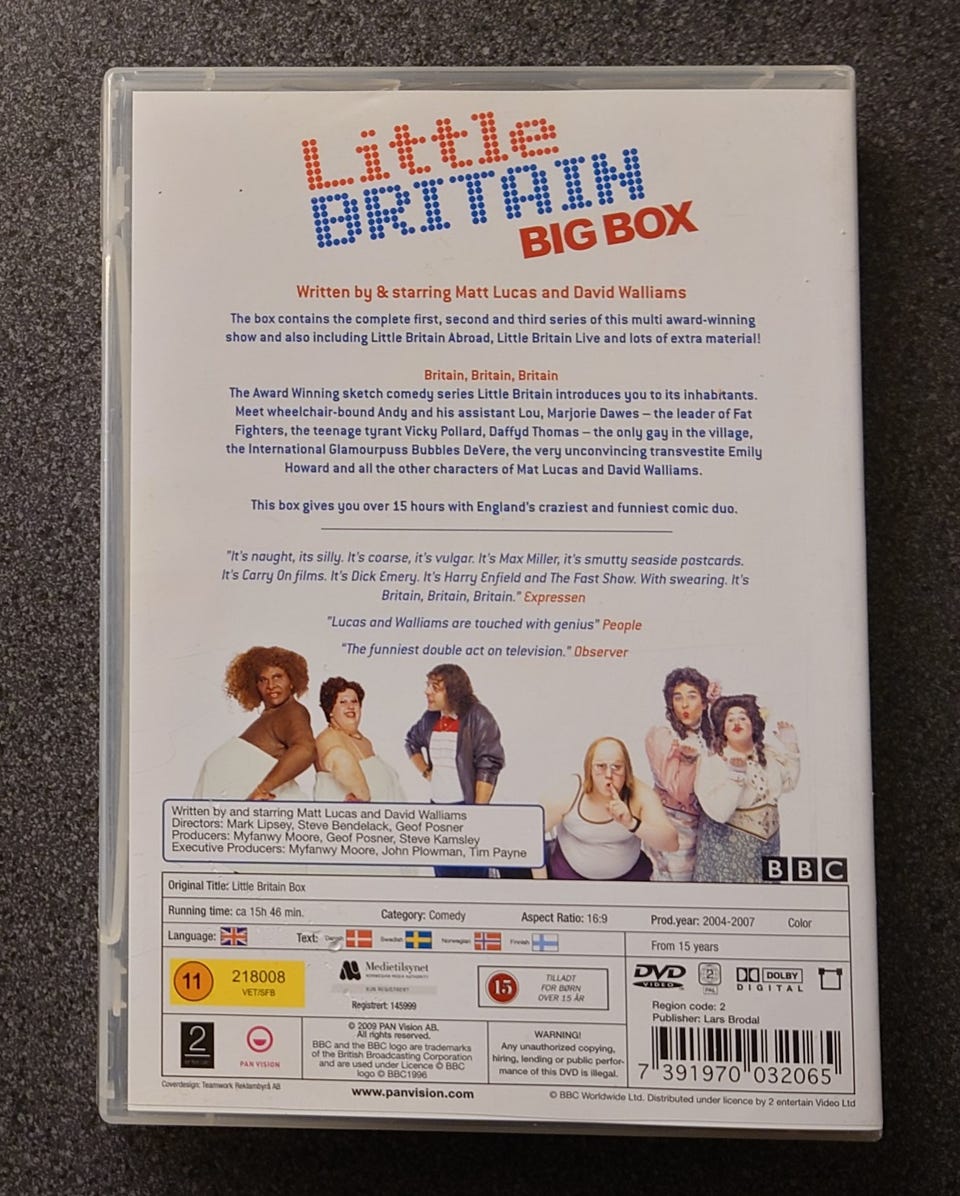 Little
BRITAIN
BIG BOX
Written by & starring Matt Lucas and David Walliams
The box contains the complete first, second and third series of this multi award-winning
show and also including Little Britain Abroad, Little Britain Live and lots of extra material!
Britain, Britain, Britain
The Award Winning sketch comedy series Little Britain introduces you to its inhabitants.
Meet wheelchair-bound Andy and his assistant Lou, Marjorie Dawes – the leader of Fat
Fighters, the teenage tyrant Vicky Pollard, Daffyd Thomas – the only gay in the village,
the International Glamourpuss Bubbles DeVere, the very unconvincing transvestite Emily
Howard and all the other characters of Mat Lucas and David Walliams.
This box gives you over 15 hours with England's craziest and funniest comic duo.
"It's naught, its silly. It's coarse, it's vulgar. It's Max Miller, it's smutty seaside postcards.
It's Carry On films. It's Dick Emery. It's Harry Enfield and The Fast Show. With swearing. It's
Britain, Britain, Britain." Expressen
"Lucas and Walliams are touched with genius" People
"The funniest double act on television." Observer
Written by and starring Matt Lucas and David Walliams
Directors: Mark Lipsey, Steve Bendelack, Geof Posner
Producers: Myfanwy Moore, Geof Posner, Steve Kamsley
Executive Producers: Myfanwy Moore, John Plowman, Tim Payne
BBC
Original Title: Little Britain Box
Running time: ca 15h 46 min. Category: Comedy Aspect Ratio: 16:9 Prod.year: 2004-2007 Color
Language: Text: Danish Swedish Norwegian Finnish
From 15 years
11 218008
VET/SFB
Medietilsynet
NORWEGIAN MEDIA AUTHORITY
KUN REGISTRERT
Registrert: 145999
15 TILLADT
FOR BØRN
OVER 15 ÅR
DVD
VIDEO
2
PAL
DOLBY
DIGITAL
Region code: 2
Publisher: Lars Brodal
2
PAN VISION
© 2009 PAN Vision AB.
All rights reserved.
BBC and the BBC logo are trademarks
of the British Broadcasting Corporation
and are used under Licence © BBC
logo © BBC1996
WARNING!
Any unauthorized copying,
hiring, lending or public perfor-
mance of this DVD is illegal.
7 391970 032065
Coverdesign: Teamwork Reklambyrå AB
www.panvision.com
© BBC Worldwide Ltd. Distributed under licence by 2 entertain Video Ltd